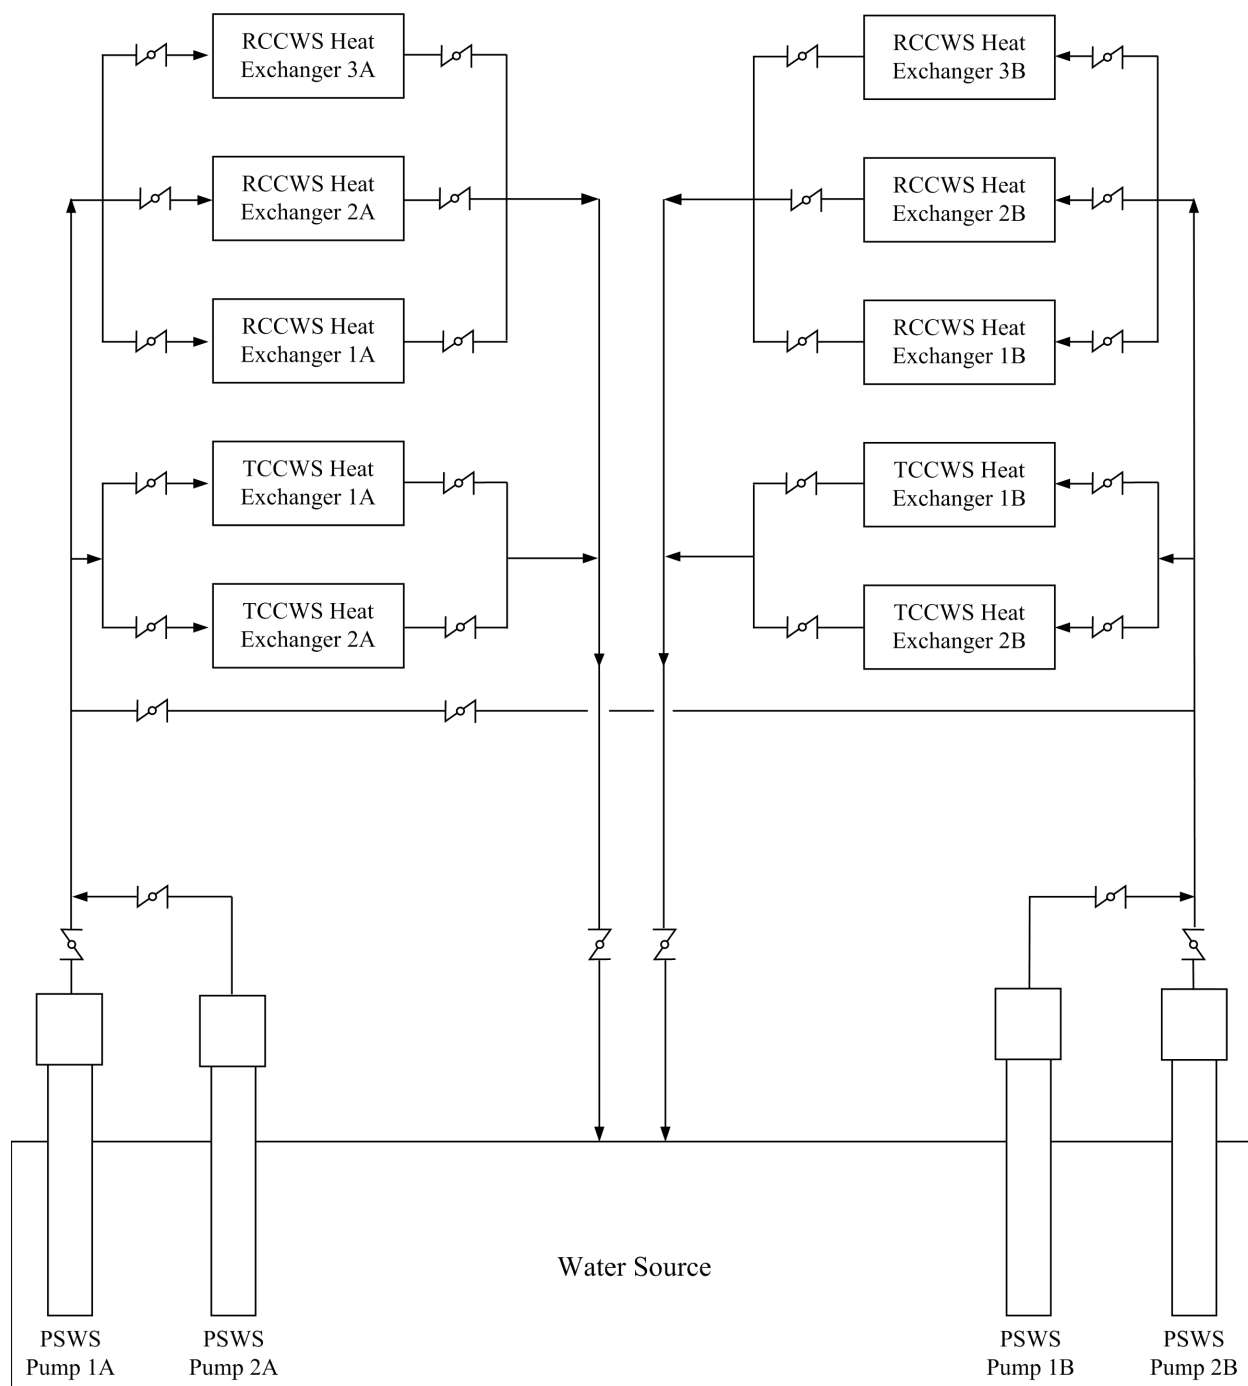 RCCWS Heat
Exchanger 3A
RCCWS Heat
Exchanger 3B
RCCWS Heat
Exchanger 2A
RCCWS Heat
Exchanger 2B
RCCWS Heat
Exchanger 1A
RCCWS Heat
Exchanger 1B
TCCWS Heat
Exchanger 1A
TCCWS Heat
Exchanger 1B
TCCWS Heat
Exchanger 2A
TCCWS Heat
Exchanger 2B
Water Source
PSWS
Pump 1A
PSWS
Pump 2A
PSWS
Pump 1B
PSWS
Pump 2B